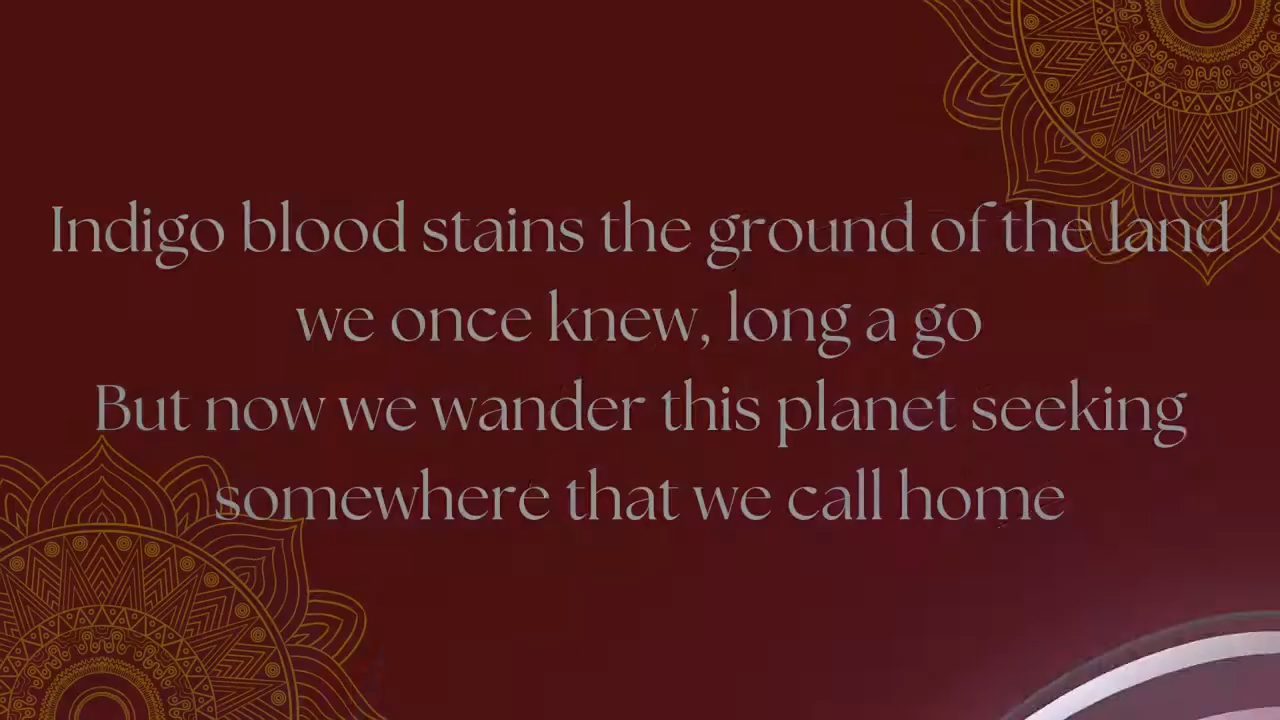 Indigo blood stains the ground of the land
we once knew, long a go
But now we wander this planet seeking
somewhere that we call home